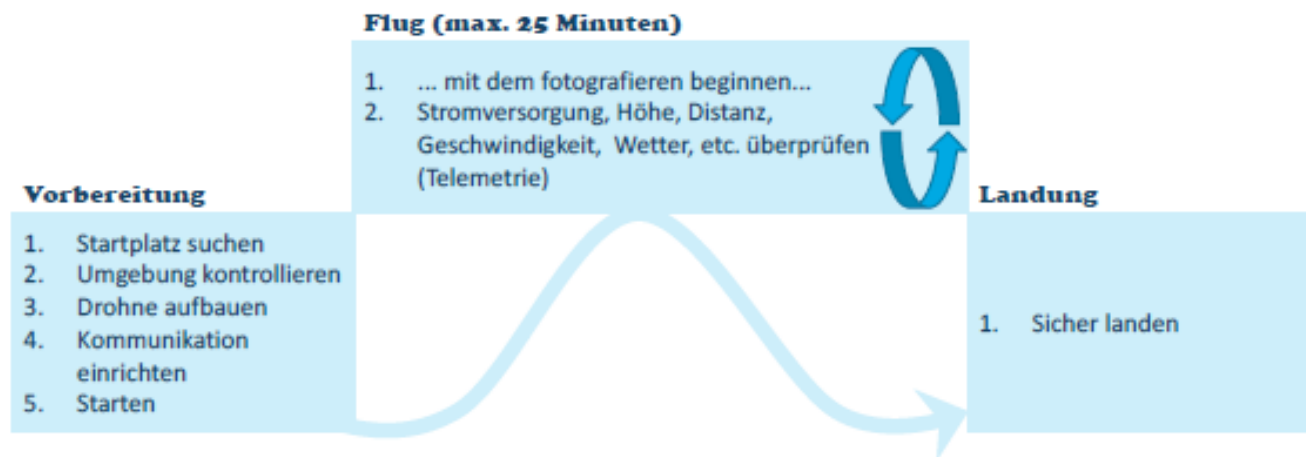 Flug (max. 25 Minuten)
1. ... mit dem fotografieren beginnen...
2. Stromversorgung, Höhe, Distanz,
Geschwindigkeit, Wetter, etc. überprüfen
(Telemetrie)
Vorbereitung
1. Startplatz suchen
2. Umgebung kontrollieren
3. Drohne aufbauen
4. Kommunikation
einrichten
5. Starten
Landung
1. Sicher landen